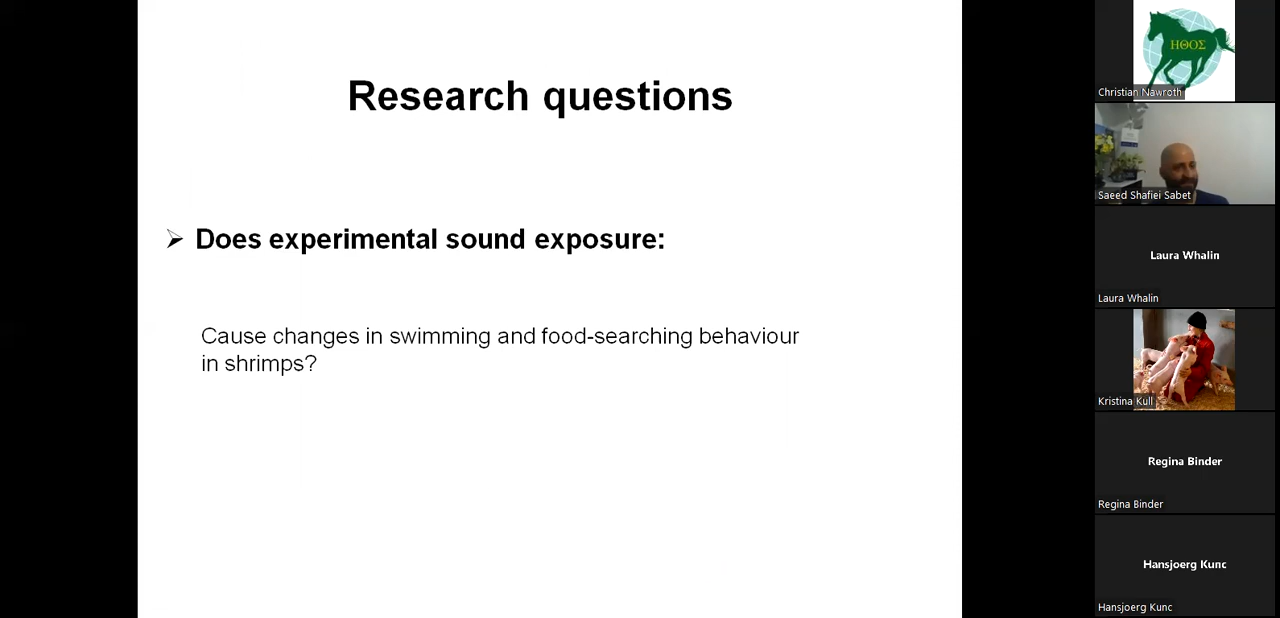 Research questions
Does experimental sound exposure:
Cause changes in swimming and food-searching behaviour
in shrimps?
ΗΘΟΣ
Christian Nawroth
Saeed Shafiei Sabet
Laura Whalin
Laura Whalin
Kristina Kull
Regina Binder
Regina Binder
Hansjoerg Kunc
Hansjoerg Kunc